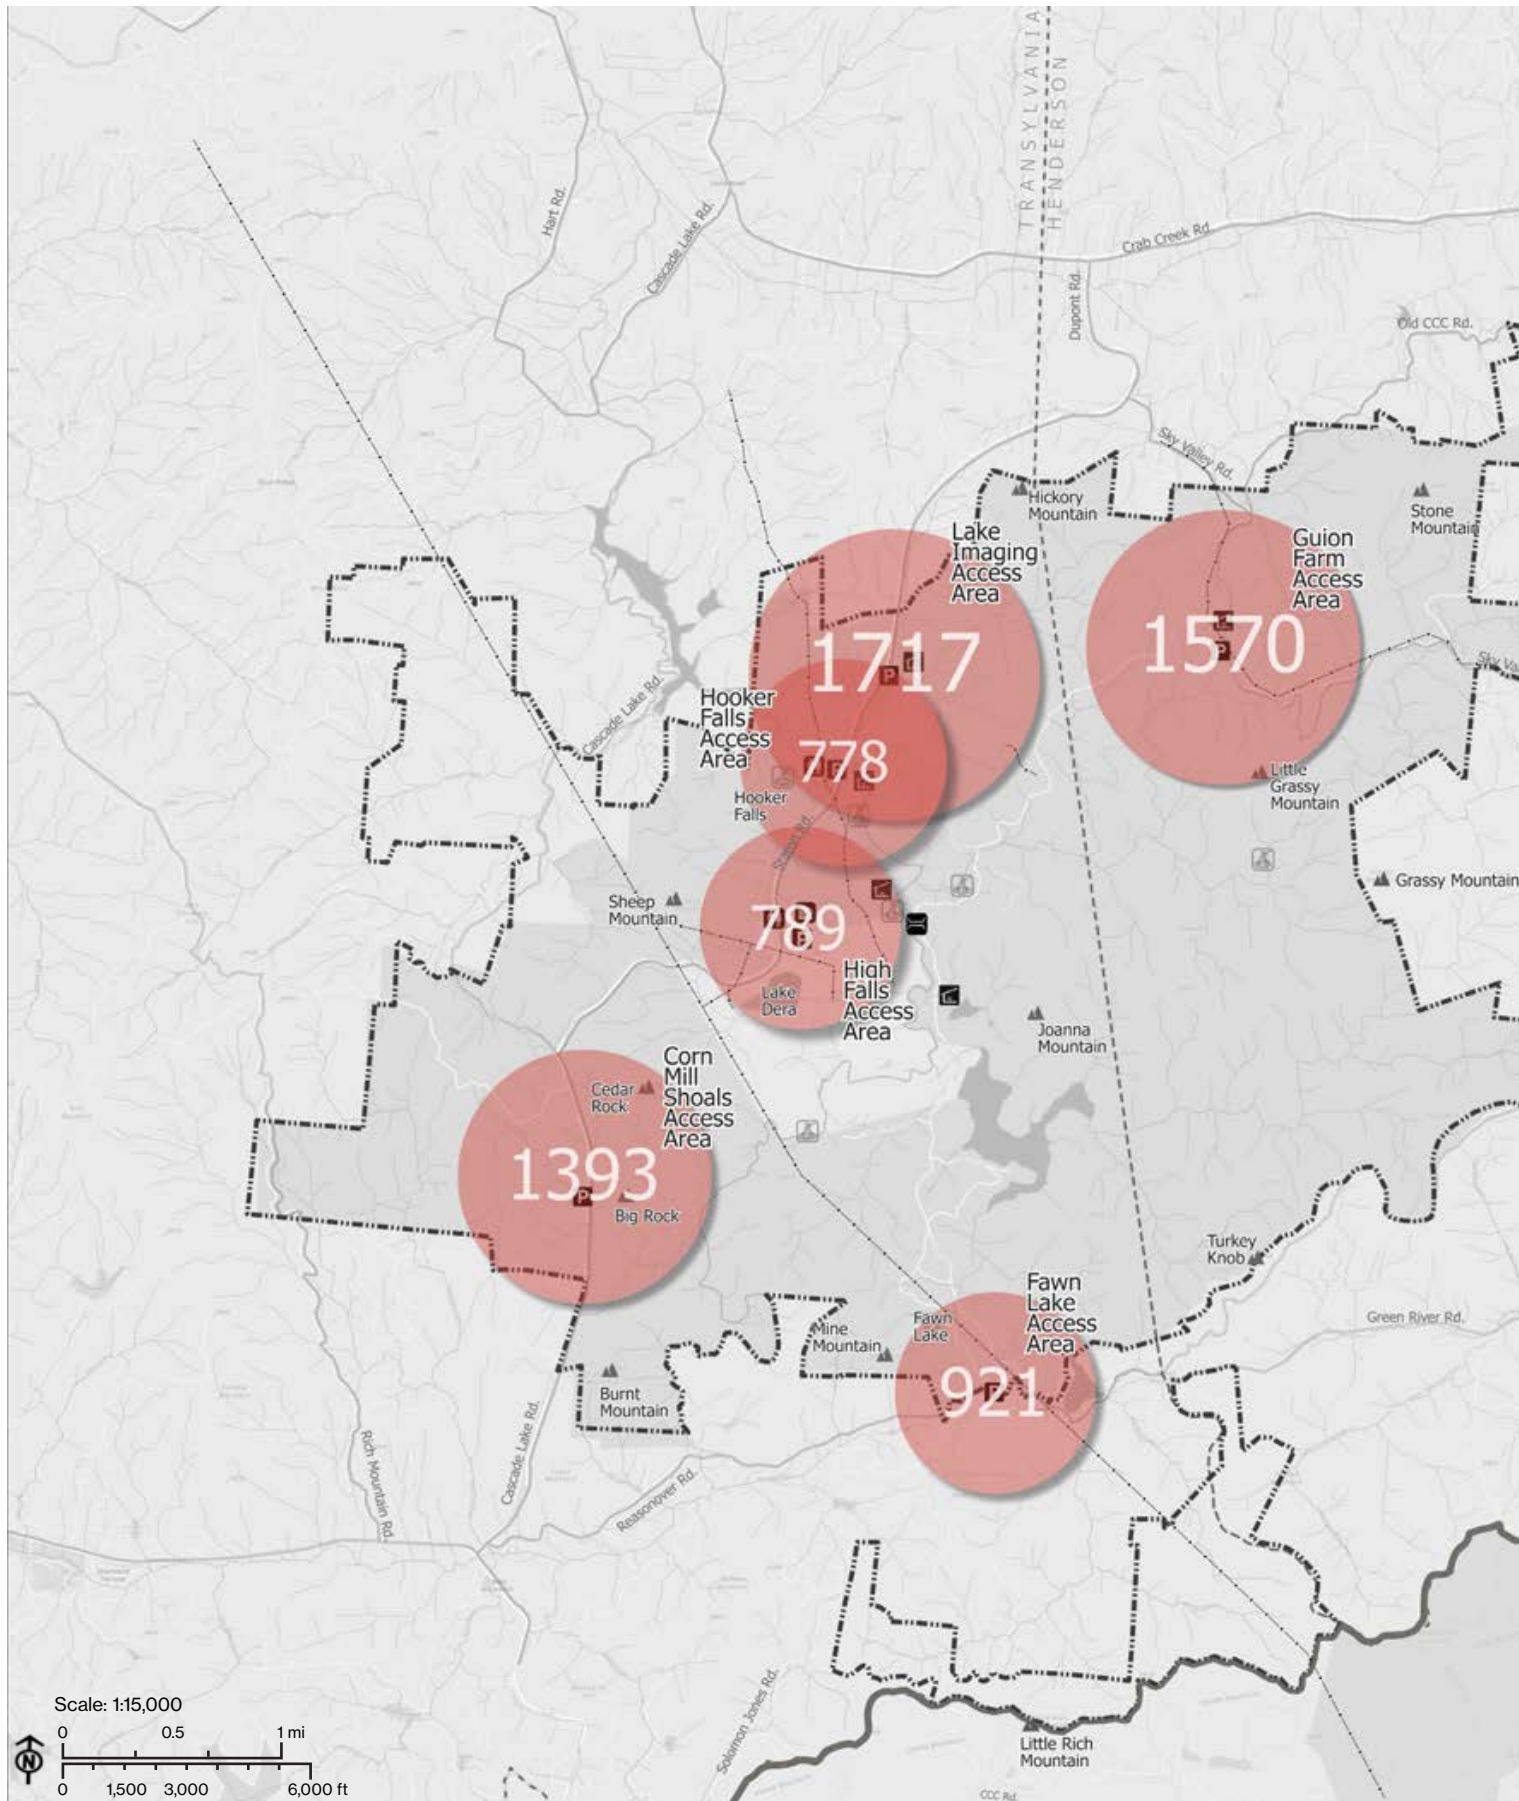 TRANSYLVANIA
HENDERSON
Hart Rd.
Cascade Lake Rd.
Crab Creek Rd.
Dupont Rd.
Old CCC Rd.
Sky Valley Rd.
Hickory
Mountain
Stone
Mountain
Lake
Imaging
Access
Area
Guion
Farm
Access
Area
1717
P
1570
P
Sky Va
Cascade Lake Rd.
Hooker
Falls
Access
Area
778
Hooker
Falls
Little
Grassy
Mountain
Staton Rd.
Grassy Mountain
Sheep
Mountain
789
High
Falls
Access
Area
Lake
Dera
Joanna
Mountain
Corn
Mill
Shoals
Access
Area
Cedar
Rock
1393
P
Big Rock
Turkey
Knob
Green River Rd.
Fawn
Lake
Access
Area
Fawn
Lake
Mine
Mountain
921
Burnt
Mountain
Rich Mountain Rd.
Cascade Lake Rd.
Reasonover Rd.
Solomon Jones Rd.
Little Rich
Mountain
CCC Rd.
Scale: 1:15,000
0 0.5 1 mi
N
0 1,500 3,000 6,000 ft